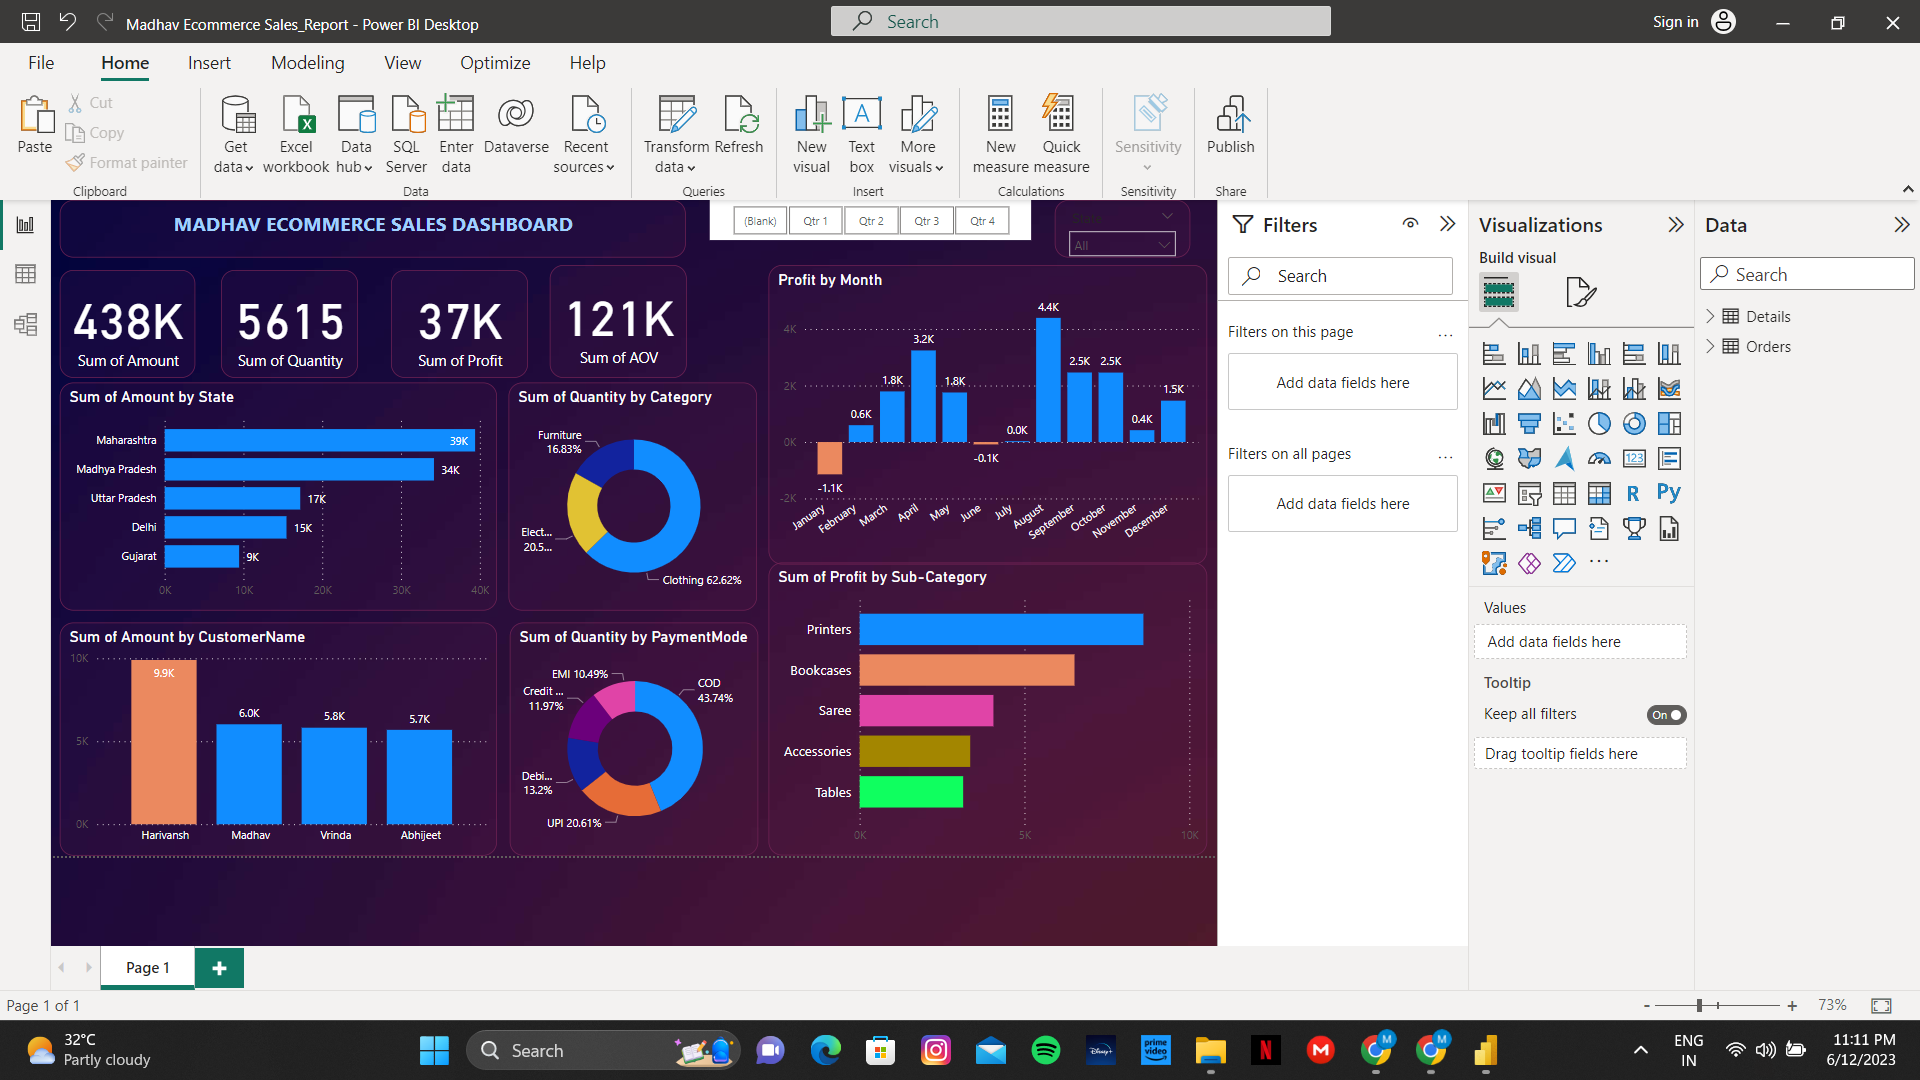 Madhav Ecommerce Sales_Report - Power BI Desktop
Search
Sign in
File
Home
Insert
Modeling
View
Optimize
Help
Paste
Cut
Copy
Format painter
Clipboard
Get data
Excel workbook
Data hub
SQL Server
Enter data
Dataverse
Recent sources
Data
Transform data
Refresh
Queries
New visual
Text box
More visuals
Insert
New measure
Quick measure
Calculations
Sensitivity
Sensitivity
Publish
Share
MADHAV ECOMMERCE SALES DASHBOARD
(Blank)
Qtr 1
Qtr 2
Qtr 3
Qtr 4
State
All
438K
Sum of Amount
5615
Sum of Quantity
37K
Sum of Profit
121K
Sum of AOV
Sum of Amount by State
Maharashtra
39K
Madhya Pradesh
34K
Uttar Pradesh
17K
Delhi
15K
Gujarat
9K
0K
10K
20K
30K
40K
Sum of Quantity by Category
Furniture
16.83%
Elect...
20.5...
Clothing 62.62%
Profit by Month
4K
2K
0K
-2K
-1.1K
0.6K
1.8K
3.2K
1.8K
-0.1K
0.0K
4.4K
2.5K
2.5K
0.4K
1.5K
January
February
March
April
May
June
July
August
September
October
November
December
Sum of Amount by CustomerName
10K
5K
0K
9.9K
6.0K
5.8K
5.7K
Harivansh
Madhav
Vrinda
Abhijeet
Sum of Quantity by PaymentMode
EMI 10.49%
Credit ...
11.97%
COD
43.74%
Debi...
13.2%
UPI 20.61%
Sum of Profit by Sub-Category
Printers
Bookcases
Saree
Accessories
Tables
0K
5K
10K
Filters
Search
Filters on this page
...
Add data fields here
Filters on all pages
...
Add data fields here
Visualizations
Build visual
123
R
Py
...
Values
Add data fields here
Tooltip
Keep all filters
On
Drag tooltip fields here
Data
Search
Details
Orders
Page 1
Page 1 of 1
-
+
73%
32°C
Partly cloudy
Search
Disney+
prime video
N
M
M
M
ENG
IN
11:11 PM
6/12/2023